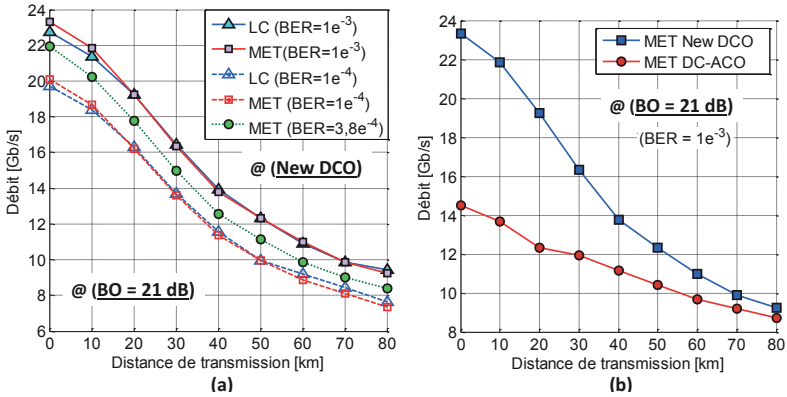 24
22
20
18
16
14
12
10
8
6
Débit [Gb/s]
LC (BER=1e⁻³)
MET(BER=1e⁻³)
LC (BER=1e⁻⁴)
MET (BER=1e⁻⁴)
MET (BER=3,8e⁻⁴)
@ (New DCO)
@ (BO = 21 dB)
0 10 20 30 40 50 60 70 80
Distance de transmission [km]
(a)
24
22
20
18
16
14
12
10
8
Débit [Gb/s]
MET New DCO
MET DC-ACO
@ (BO = 21 dB)
(BER = 1e⁻³)
0 10 20 30 40 50 60 70 80
Distance de transmission [km]
(b)